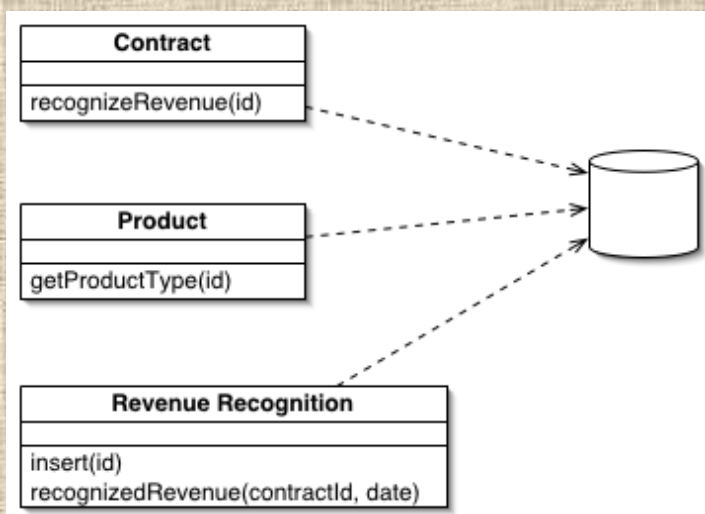 Contract
recognizeRevenue(id)
Product
getProductType(id)
Revenue Recognition
insert(id)
recognizedRevenue(contractId, date)